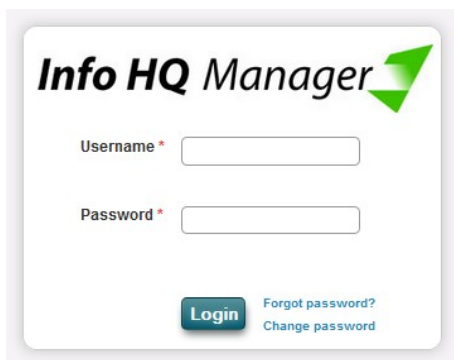 Info HQ Manager
Username *
Password *
Login
Forgot password?
Change password